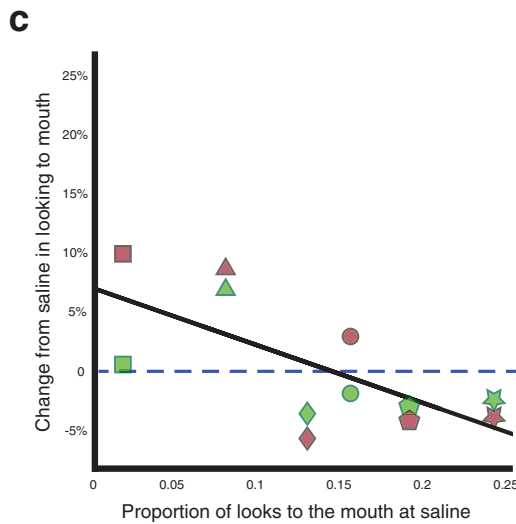 C
25%
20%
15%
10%
5%
0
-5%
Change from saline in looking to mouth
0 0.05 0.1 0.15 0.2 0.25
Proportion of looks to the mouth at saline